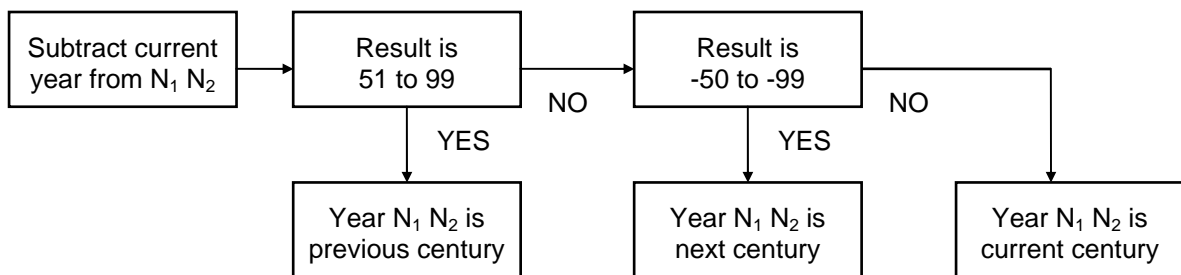 Subtract current
year from N₁ N₂
Result is
51 to 99
NO
YES
Result is
-50 to -99
NO
YES
Year N₁ N₂ is
previous century
Year N₁ N₂ is
next century
Year N₁ N₂ is
current century